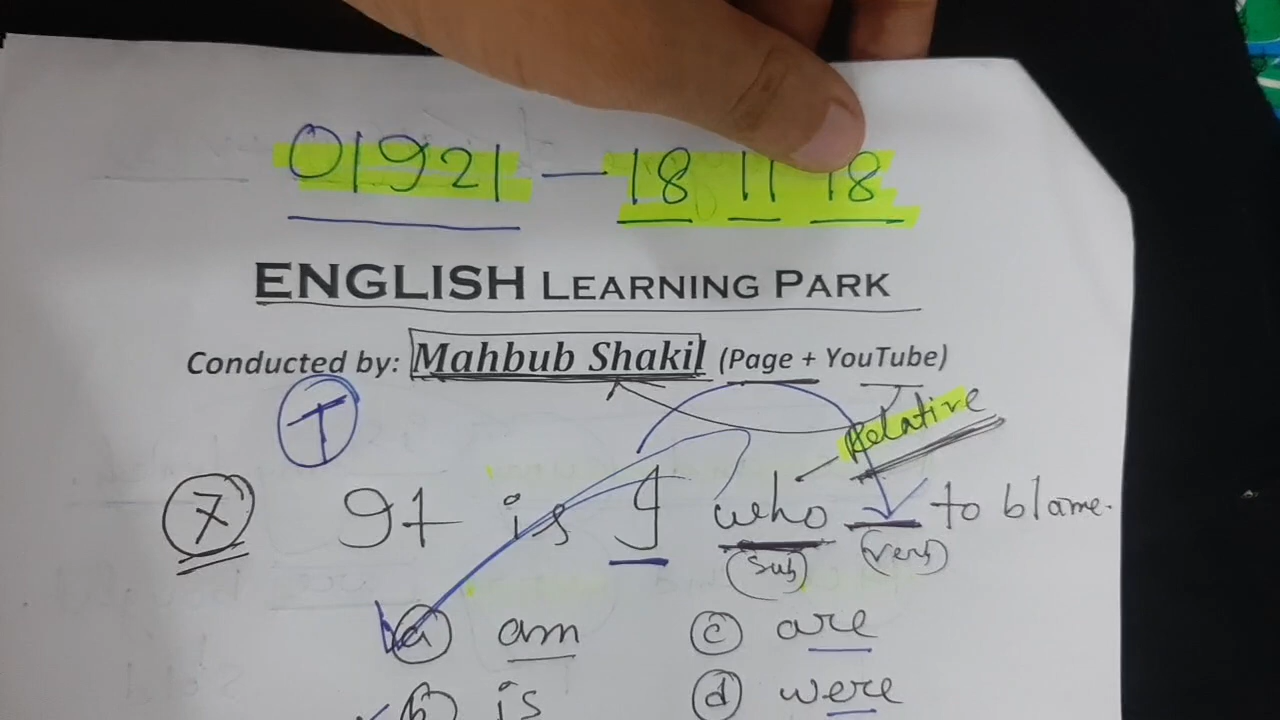 01921 — 18 11 18
ENGLISH LEARNING PARK
Conducted by: Mahbub Shakil (Page + YouTube)
T
Relative
7 It is I who __ to blame.
(Sub) (verb)
a am c are
b is d were